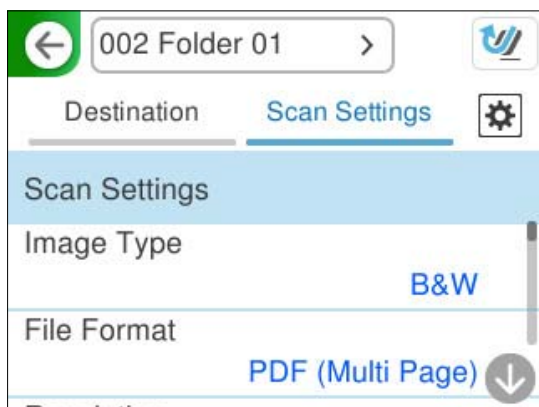 002 Folder 01
Destination
Scan Settings
Scan Settings
Image Type
B&W
File Format
PDF (Multi Page)